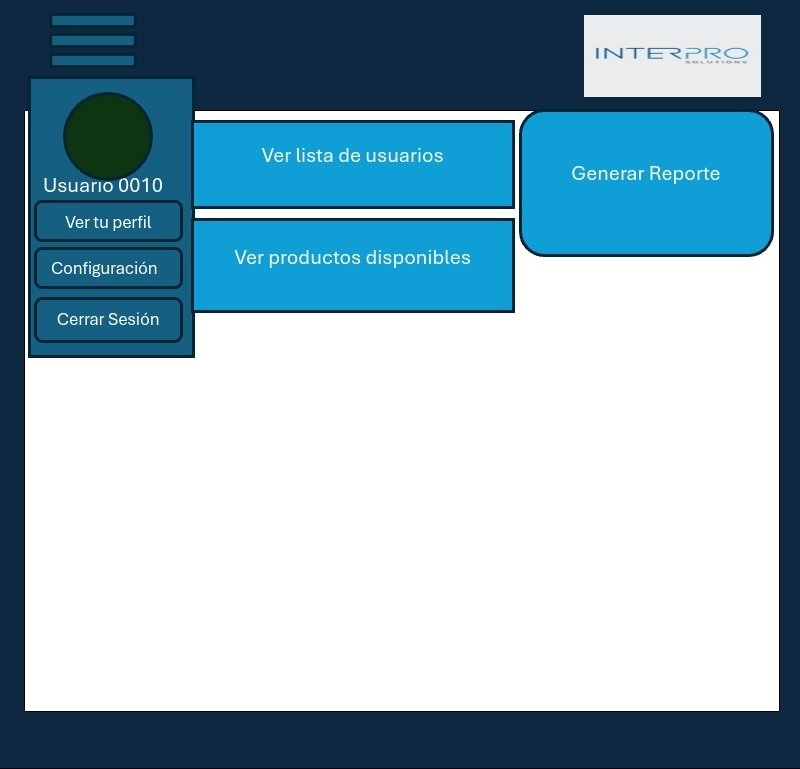 INTERPRO
SOLUTIONS
Usuario 0010
Ver tu perfil
Configuración
Cerrar Sesión
Ver lista de usuarios
Ver productos disponibles
Generar Reporte